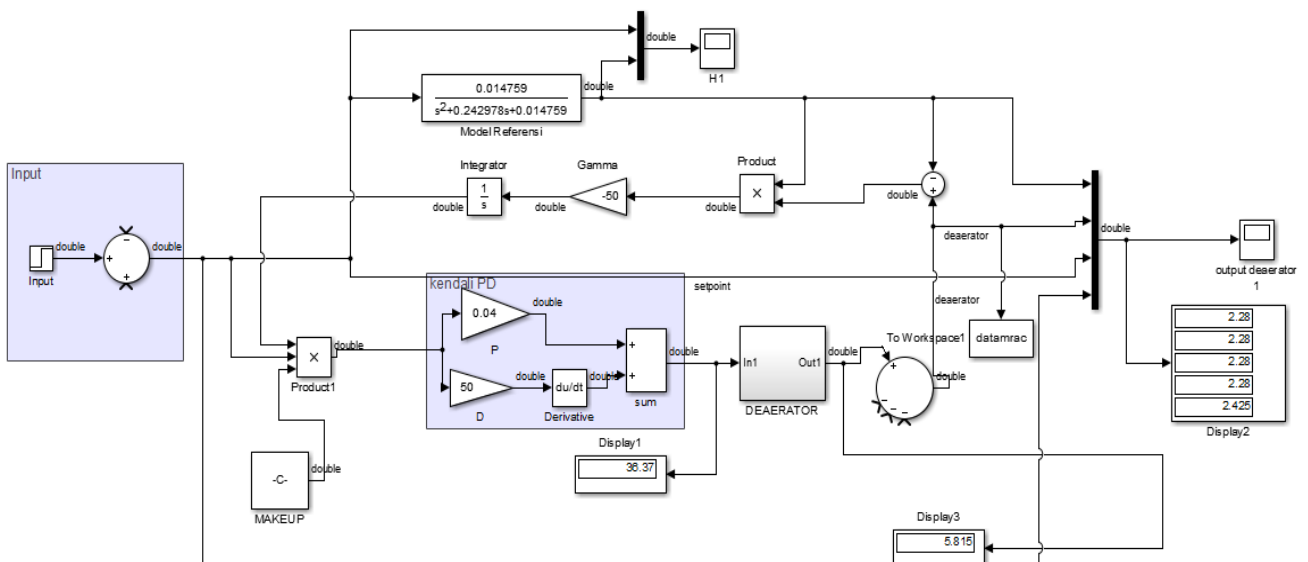 double
H1
0.014759
s2+0.242978s+0.014759
double
Model Referensi
Input
Integrator
Gamma
Product
1
s
-50
×
-
+
double
double
double
double
double
deaerator
double
Input
double
-
+
double
output deaerator
1
kendali PD
setpoint
deaerator
0.04
double
P
×
double
Product1
50
double
D
du/dt
double
Derivative
+
+
sum
double
In1
Out1
DEAERATOR
double
To Workspace1
datamrac
+
-
-
-
double
2.28
2.28
2.28
2.28
2.425
Display2
-C-
double
MAKEUP
Display1
36.37
Display3
5.815